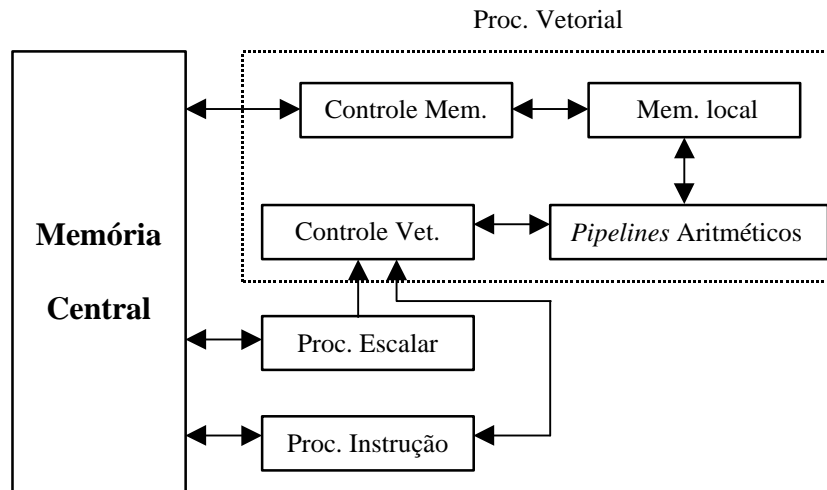 Proc. Vetorial
Controle Mem.
Mem. local
Memória
Central
Controle Vet.
Pipelines Aritméticos
Proc. Escalar
Proc. Instrução